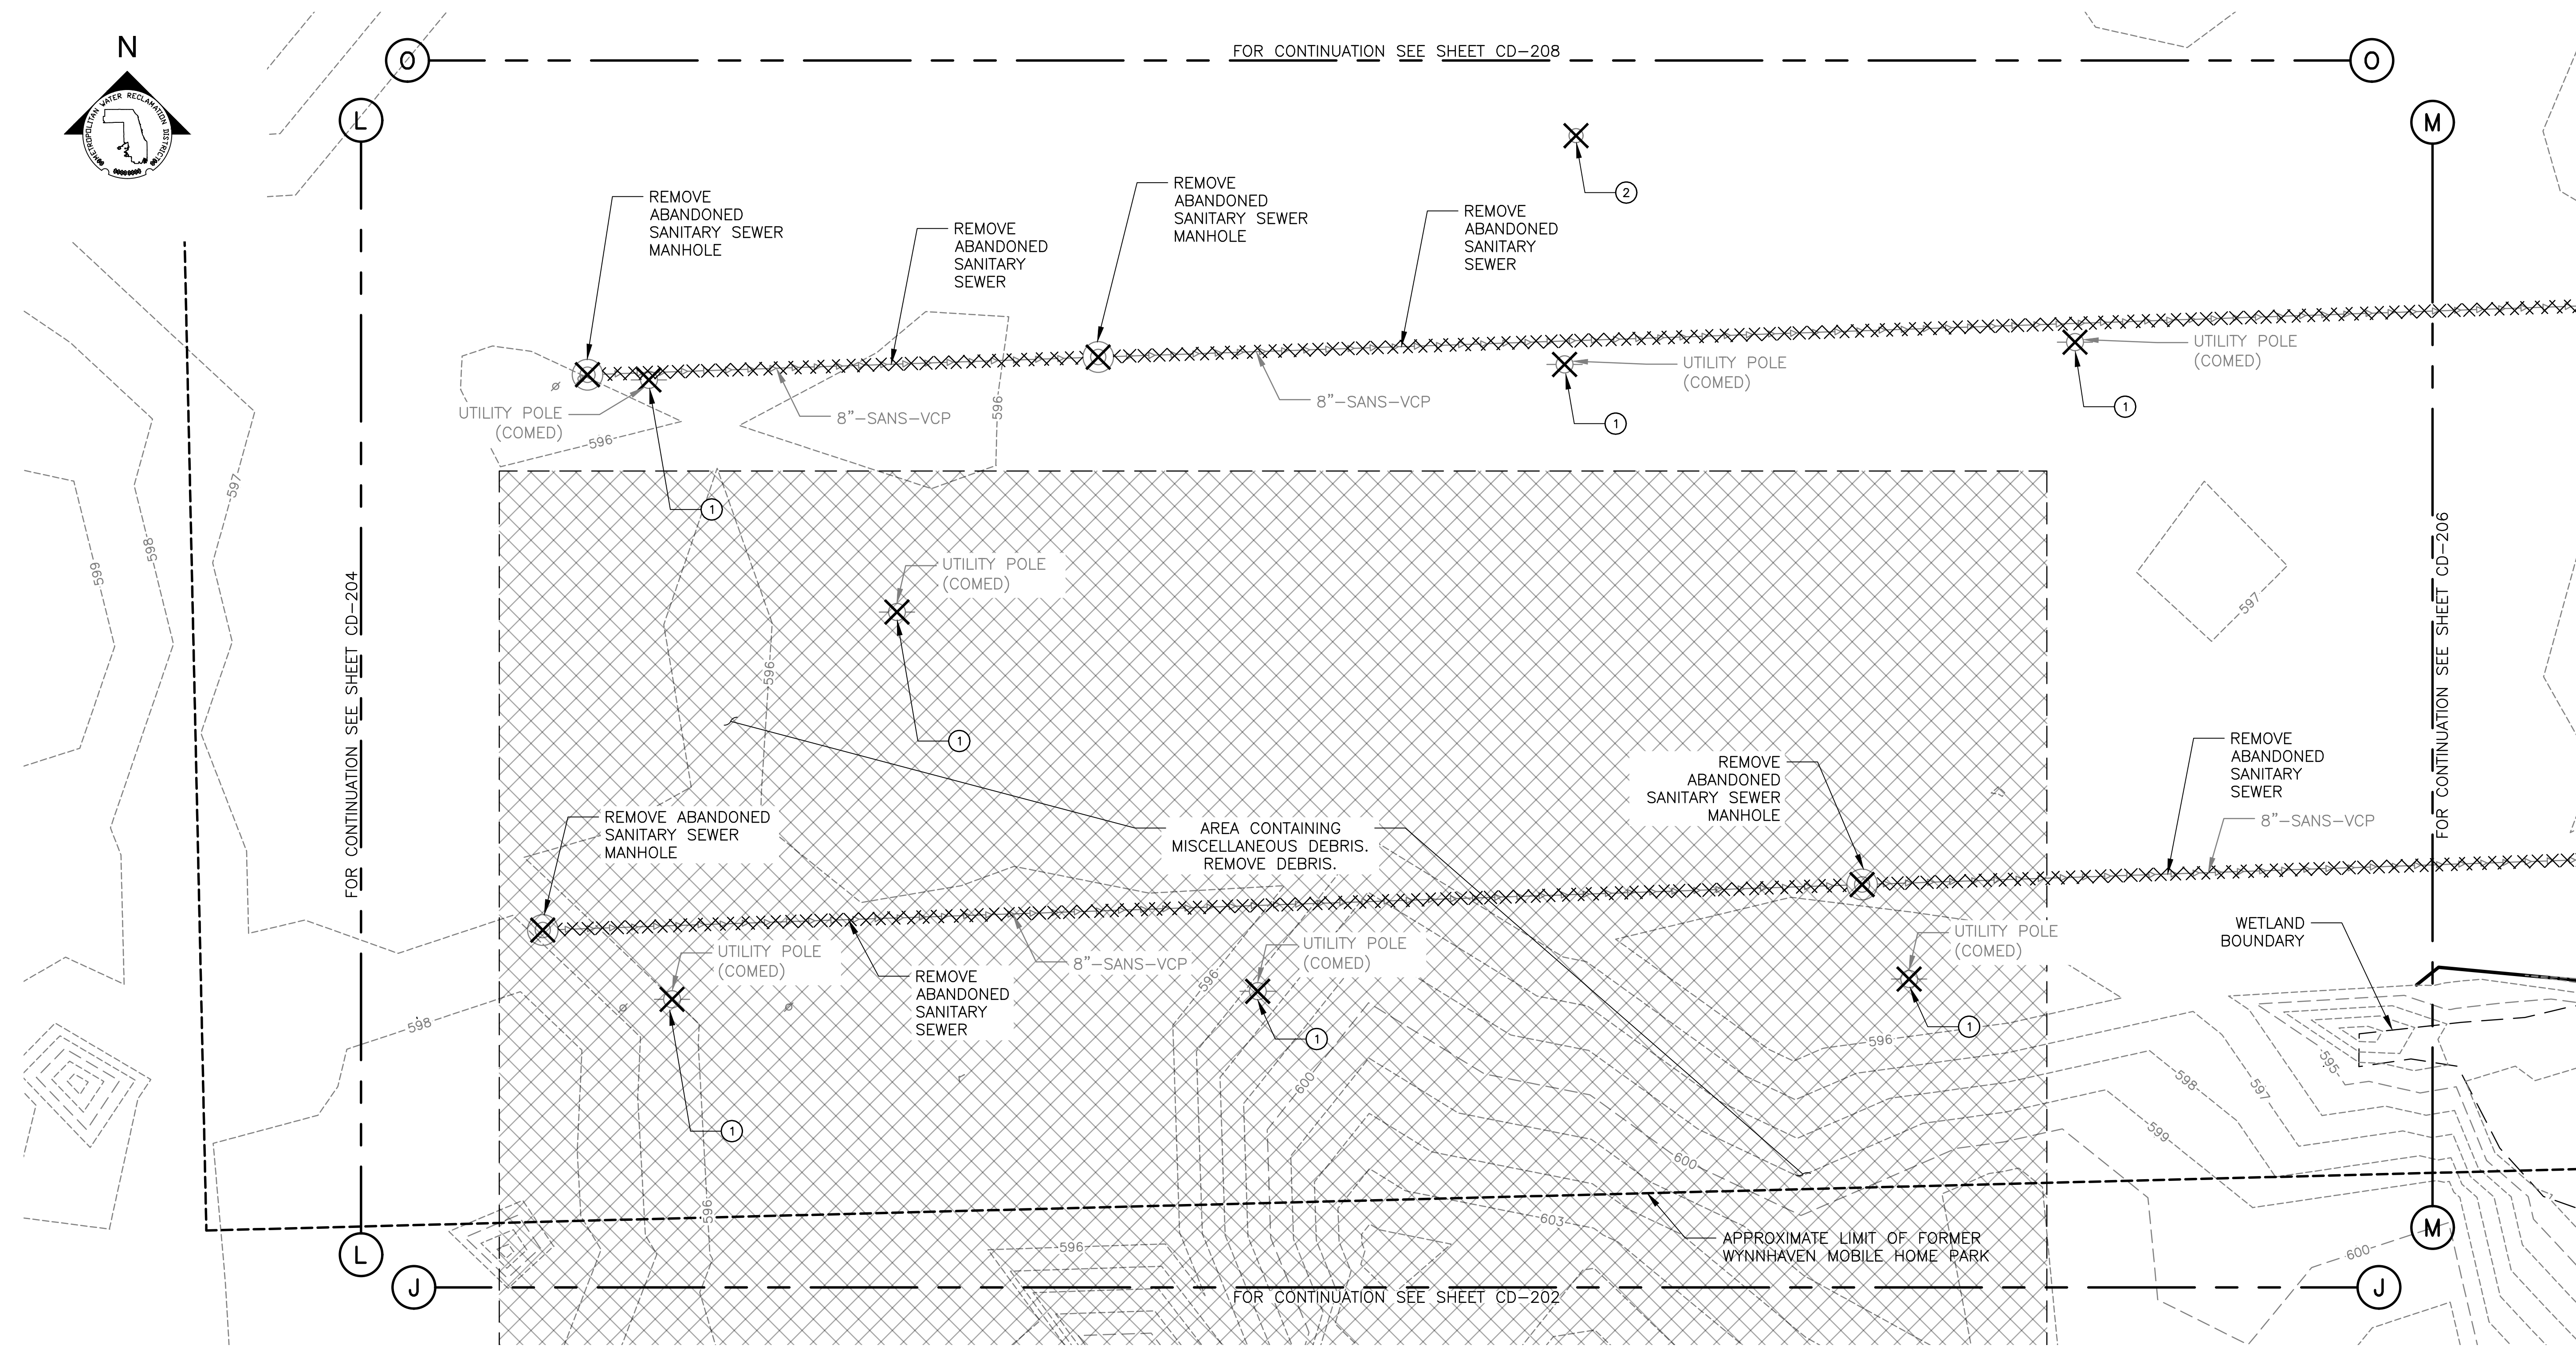 N
METROPOLITAN WATER RECLAMATION DISTRICT
O
FOR CONTINUATION SEE SHEET CD-208
O
L
M
2
REMOVE
ABANDONED
SANITARY SEWER
MANHOLE
REMOVE
ABANDONED
SANITARY
SEWER
REMOVE
ABANDONED
SANITARY SEWER
MANHOLE
REMOVE
ABANDONED
SANITARY
SEWER
UTILITY POLE
(COMED)
8"-SANS-VCP
8"-SANS-VCP
UTILITY POLE
(COMED)
UTILITY POLE
(COMED)
1
1
1
596
596
597
598
599
FOR CONTINUATION SEE SHEET CD-204
UTILITY POLE
(COMED)
1
596
597
FOR CONTINUATION SEE SHEET CD-206
REMOVE ABANDONED
SANITARY SEWER
MANHOLE
AREA CONTAINING
MISCELLANEOUS DEBRIS.
REMOVE DEBRIS.
REMOVE
ABANDONED
SANITARY SEWER
MANHOLE
REMOVE
ABANDONED
SANITARY
SEWER
8"-SANS-VCP
UTILITY POLE
(COMED)
REMOVE
ABANDONED
SANITARY
SEWER
8"-SANS-VCP
UTILITY POLE
(COMED)
UTILITY POLE
(COMED)
WETLAND
BOUNDARY
1
1
1
598
596
600
596
595
598
597
599
600
596
603
596
600
APPROXIMATE LIMIT OF FORMER
WYNNHAVEN MOBILE HOME PARK
L
M
J
FOR CONTINUATION SEE SHEET CD-202
J